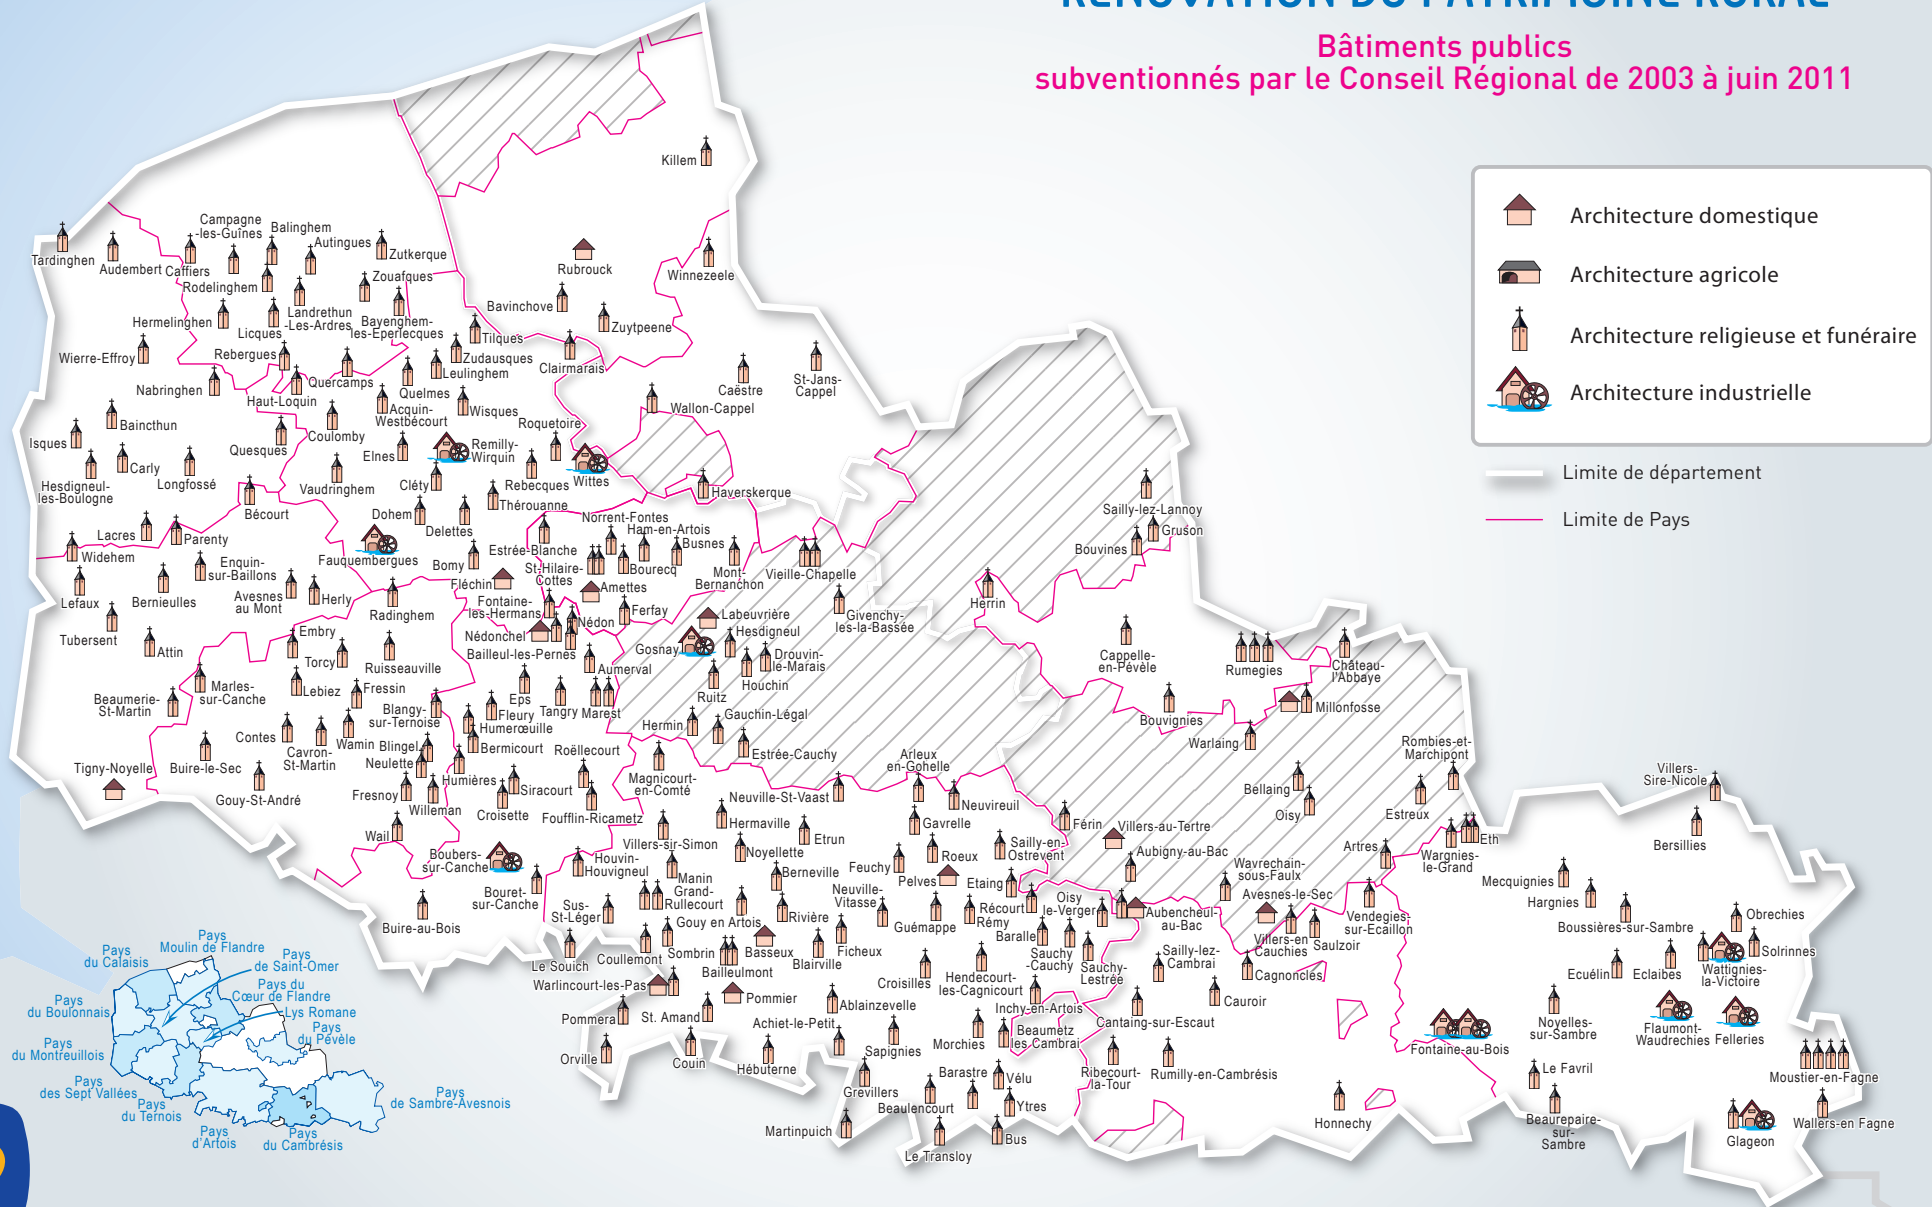 RÉNOVATION DU PATRIMOINE RURAL
Bâtiments publics
subventionnés par le Conseil Régional de 2003 à juin 2011
Architecture domestique
Architecture agricole
Architecture religieuse et funéraire
Architecture industrielle
Limite de département
Limite de Pays
Killem
Campagne
-les-Guînes
Balinghem
Autingues
Zutkerque
Tardinghen
Audembert
Caffiers
Rodelinghem
Zouafques
Rubrouck
Winnezeele
Hermelinghen
Licques
Landrethun
-Les-Ardres
Bayenghem-
les-Eperlecques
Bavinchove
Zuytpeene
Tilques
Wierre-Effroy
Rebergues
Zudausques
Leulinghem
Clairmarais
Nabringhen
Haut-Loquin
Quercamps
Quelmes
Caëstre
St-Jans-
Cappel
Acquin-
Westbécourt
Wisques
Wallon-Cappel
Baincthun
Isques
Quesques
Coulomby
Roquetoire
Elnes
Remilly-
Wirquin
Carly
Longfossé
Hesdigneul-
les-Boulogne
Vaudringhem
Cléty
Rebecques
Wittes
Haverskerque
Thérouanne
Bécourt
Dohem
Delettes
Lacres
Parenty
Norrent-Fontes
Ham-en-Artois
Busnes
Widehem
Enquin-
sur-Baillons
Fauquembergues
Bomy
Estrée-Blanche
St-Hilaire-
Cottes
Bourecq
Mont-
Bernanchon
Vieille-Chapelle
Sailly-lez-Lannoy
Gruson
Bouvines
Lefaux
Bernieulles
Avesnes
au Mont
Herly
Radinghem
Fléchin
Amettes
Fontaine-
les-Hermans
Ferfay
Labeuvrière
Givenchy-
les-la-Bassée
Herrin
Tubersent
Attin
Embry
Torcy
Ruisseauville
Nédonchel
Nédon
Bailleul-les-Pernes
Gosnay
Hesdigneul
Drouvin-
le-Marais
Houchin
Ruitz
Cappelle-
en-Pévèle
Rumegies
Château-
l'Abbaye
Aumerval
Beaumerie-
St-Martin
Marles-
sur-Canche
Lebiez
Fressin
Eps
Tangry
Marest
Blangy-
sur-Ternoise
Fleury
Humerœuille
Hermin
Gauchin-Légal
Bouvignies
Millonfosse
Contes
Cavron-
St-Martin
Wamin
Blingel
Bermicourt
Roëllecourt
Estrée-Cauchy
Warlaing
Buire-le-Sec
Neulette
Arleux
en-Gohelle
Rombies-et-
Marchipont
Tigny-Noyelle
Gouy-St-André
Fresnoy
Willeman
Humières
Siracourt
Croisette
Foufflin-Ricametz
Magnicourt-
en-Comté
Neuville-St-Vaast
Neuvireuil
Bellaing
Oisy
Estreux
Villers-
Sire-Nicole
Wail
Hermaville
Etrun
Gavrelle
Férin
Villers-au-Tertre
Bersillies
Boubers-
sur-Canche
Villers-sir-Simon
Noyellette
Feuchy
Roeux
Sailly-en-
Ostrevent
Aubigny-au-Bac
Artres
Wargnies-
le-Grand
Eth
Houvin-
Houvigneul
Manin
Berneville
Pelves
Etaing
Wavrechain-
sous-Faulx
Mecquignies
Bouret-
sur-Canche
Grand-
Rullecourt
Neuville-
Vitasse
Récourt
Oisy
le-Verger
Avesnes-le-Sec
Hargnies
Buire-au-Bois
Sus-
St-Léger
Gouy en Artois
Rivière
Guémappe
Rémy
Aubencheul-
au-Bac
Vendegies-
sur-Ecaillon
Boussières-sur-Sambre
Obrechies
Le Souich
Coullemont
Sombrin
Basseux
Bailleulmont
Blairville
Ficheux
Baralle
Sauchy
-Cauchy
Sauchy-
Lestrée
Sailly-lez-
Cambrai
Villers-en
Cauchies
Saulzoir
Cagnoncles
Ecuélin
Eclaibes
Wattignies-
la-Victoire
Solrinnes
Warlincourt-les-Pas
Pommier
Ablainzevelle
Croisilles
Hendecourt-
les-Cagnicourt
Cauroir
Pommera
St. Amand
Achiet-le-Petit
Sapignies
Inchy-en-Artois
Cantaing-sur-Escaut
Noyelles-
sur-Sambre
Flaumont-
Waudrechies
Felleries
Orville
Couin
Hébuterne
Morchies
Beaumetz
les Cambrai
Fontaine-au-Bois
Grevillers
Barastre
Vélu
Ribecourt-
la-Tour
Rumilly-en-Cambrésis
Le Favril
Moustier-en-Fagne
Beaulencourt
Ytres
Martinpuich
Le Transloy
Bus
Honnechy
Beaurepaire-
sur-
Sambre
Glageon
Wallers-en Fagne
Pays
du Calaisis
Pays
Moulin de Flandre
Pays
de Saint-Omer
Pays du
Cœur de Flandre
Lys Romane
Pays
du Boulonnais
Pays
du Pévèle
Pays
du Montreuillois
Pays
des Sept Vallées
Pays
du Ternois
Pays
d'Artois
Pays
du Cambrésis
Pays
de Sambre-Avesnois